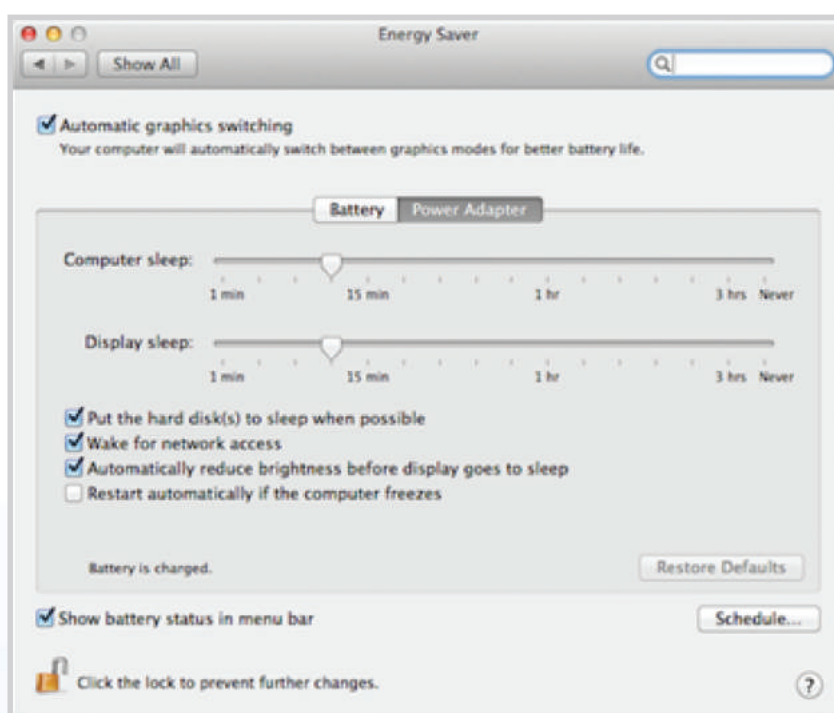 Energy Saver
Show All
Automatic graphics switching
Your computer will automatically switch between graphics modes for better battery life.
Battery Power Adapter
Computer sleep:
1 min 15 min 1 hr 3 hrs Never
Display sleep:
1 min 15 min 1 hr 3 hrs Never
Put the hard disk(s) to sleep when possible
Wake for network access
Automatically reduce brightness before display goes to sleep
Restart automatically if the computer freezes
Battery is charged. Restore Defaults
Show battery status in menu bar Schedule...
Click the lock to prevent further changes. ?